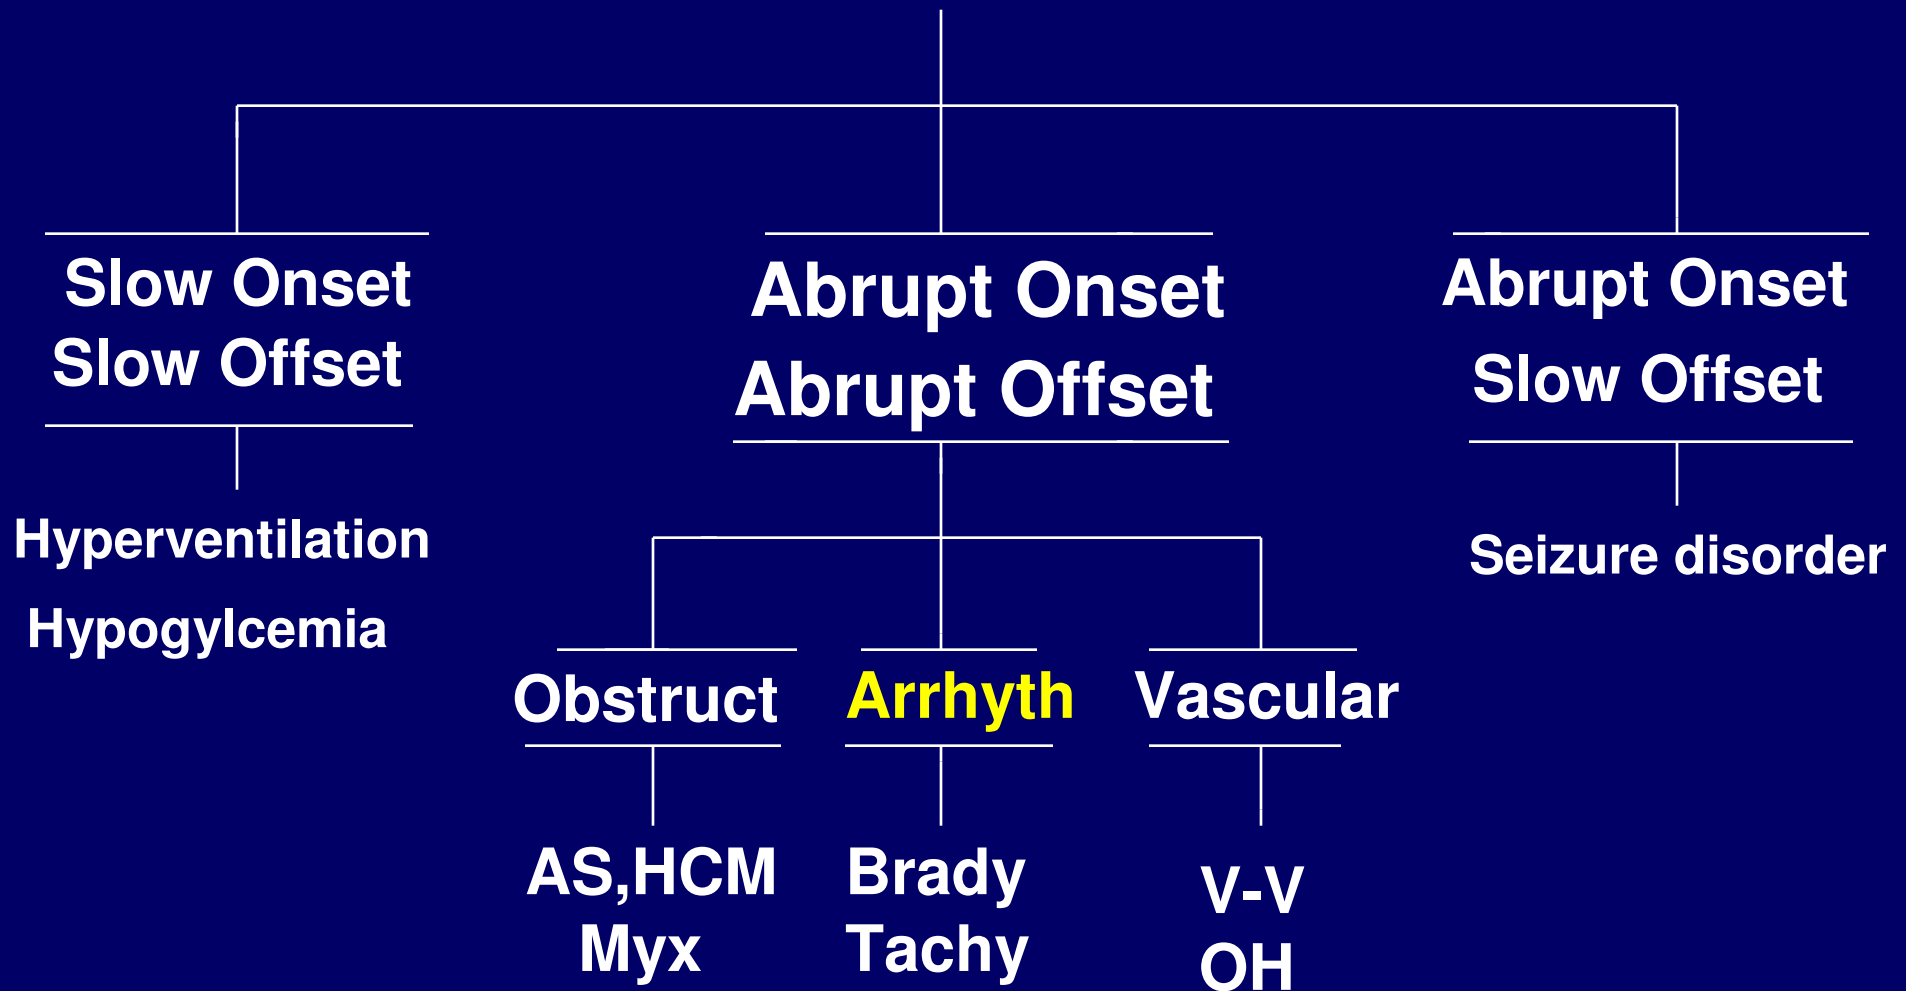 Slow Onset
Slow Offset
Abrupt Onset
Abrupt Offset
Abrupt Onset
Slow Offset
Hyperventilation
Hypogylcemia
Seizure disorder
Obstruct
Arrhyth
Vascular
AS,HCM
Myx
Brady
Tachy
V-V
OH